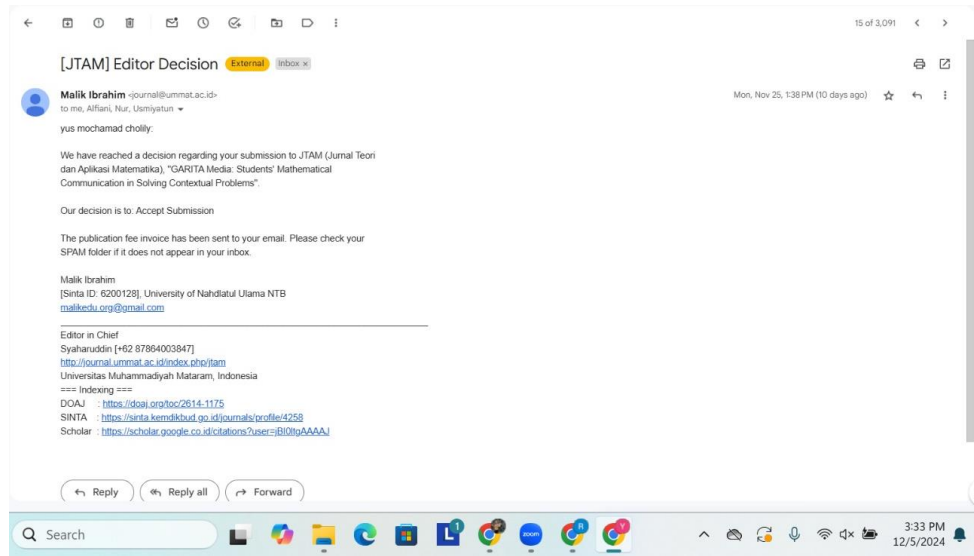 15 of 3,091
[JTAM] Editor Decision External Inbox ×
Malik Ibrahim <journal@ummat.ac.id>
Mon, Nov 25, 1:38 PM (10 days ago)
to me, Alfiani, Nur, Usmiyatun
yus mochamad cholily:
We have reached a decision regarding your submission to JTAM (Jurnal Teori
dan Aplikasi Matematika), "GARITA Media: Students' Mathematical
Communication in Solving Contextual Problems".
Our decision is to: Accept Submission
The publication fee invoice has been sent to your email. Please check your
SPAM folder if it does not appear in your inbox.
Malik Ibrahim
[Sinta ID: 6200128], University of Nahdlatul Ulama NTB
malikedu.org@gmail.com
Editor in Chief
Syaharuddin [+62 87864003847]
http://journal.ummat.ac.id/index.php/jtam
Universitas Muhammadiyah Mataram, Indonesia
=== Indexing ===
DOAJ : https://doaj.org/toc/2614-1175
SINTA : https://sinta.kemdikbud.go.id/journals/profile/4258
Scholar : https://scholar.google.co.id/citations?user=jBI0ltgAAAAJ
Reply
Reply all
Forward
Search
L
zoom
R
Y
3:33 PM
12/5/2024